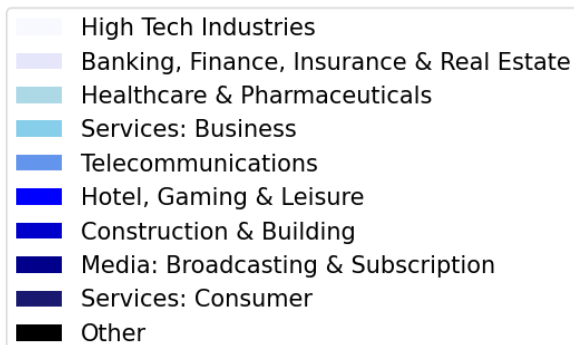 High Tech Industries
Banking, Finance, Insurance & Real Estate
Healthcare & Pharmaceuticals
Services: Business
Telecommunications
Hotel, Gaming & Leisure
Construction & Building
Media: Broadcasting & Subscription
Services: Consumer
Other